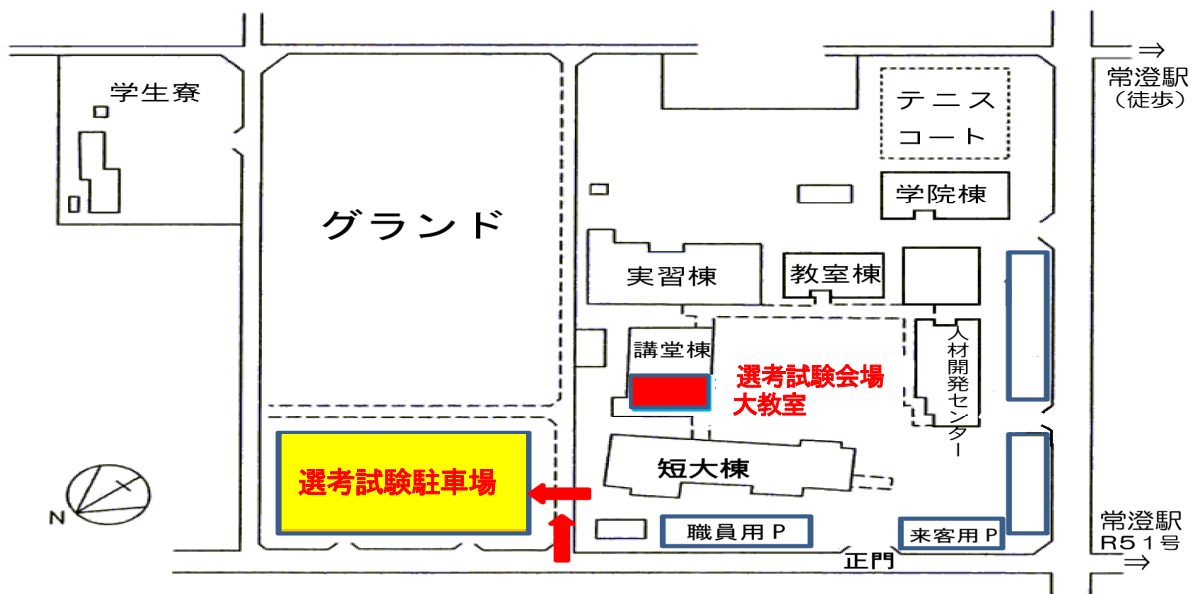 ⇒
常澄駅
（徒歩）
学生寮
テニス
コート
学院棟
グランド
実習棟
教室棟
講堂棟
人材開発センター
選考試験会場
大教室
短大棟
選考試験駐車場
N
職員用Ｐ
来客用Ｐ
正門
常澄駅
Ｒ５１号
⇒